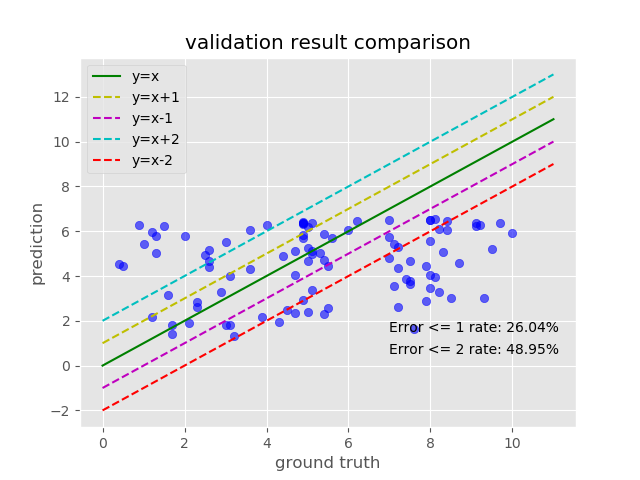 validation result comparison
y=x
y=x+1
y=x-1
y=x+2
y=x-2
12
10
8
6
4
2
0
−2
prediction
Error <= 1 rate: 26.04%
Error <= 2 rate: 48.95%
0 2 4 6 8 10
ground truth